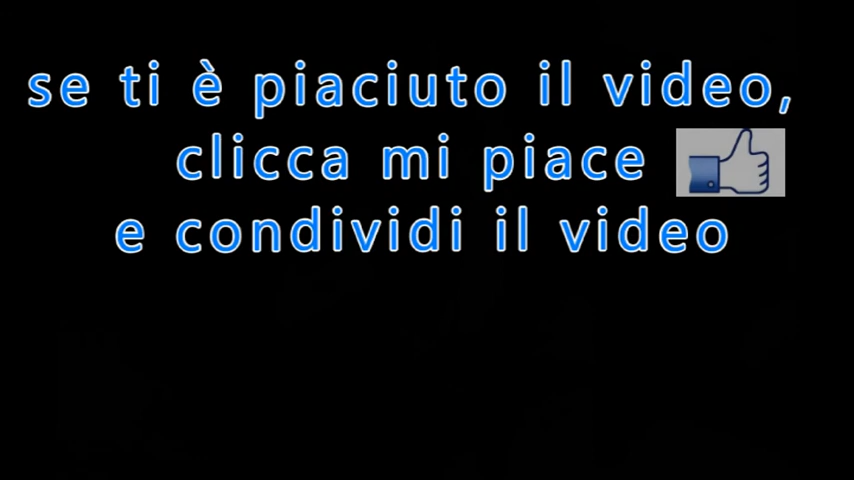 se ti è piaciuto il video,
clicca mi piace
e condividi il video